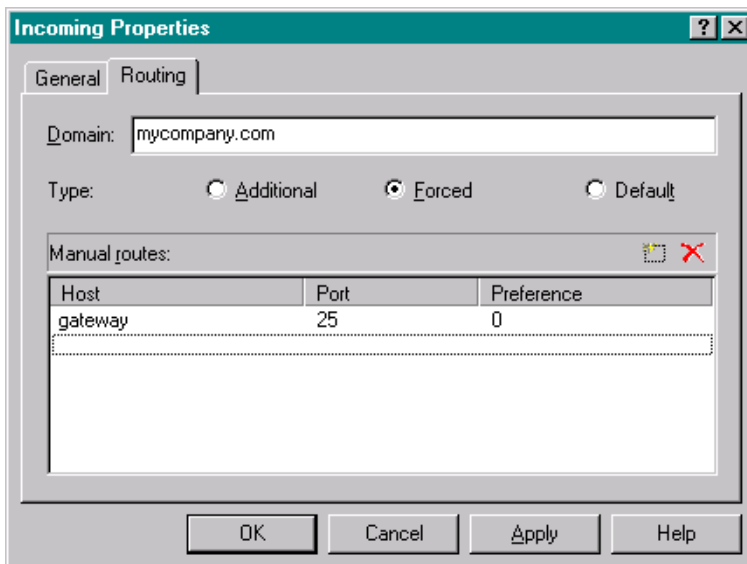 Incoming Properties
General Routing
Domain: mycompany.com
Type: Additional Forced Default
Manual routes:
Host Port Preference
gateway 25 0
OK Cancel Apply Help